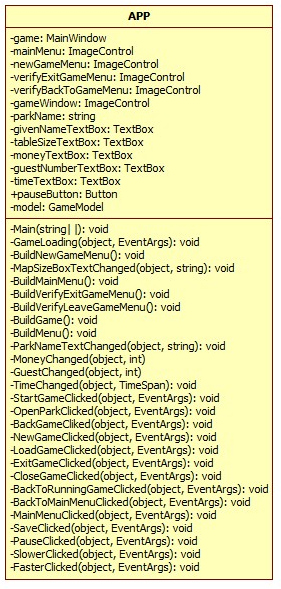 APP
-game: MainWindow
-mainMenu: ImageControl
-newGameMenu: ImageControl
-verifyExitGameMenu: ImageControl
-verifyBackToGameMenu: ImageControl
-gameWindow: ImageControl
-parkName: string
-givenNameTextBox: TextBox
-tableSizeTextBox: TextBox
-moneyTextBox: TextBox
-guestNumberTextBox: TextBox
-timeTextBox: TextBox
+pauseButton: Button
-model: GameModel
-Main(string| |): void
-GameLoading(object, EventArgs): void
-BuildNewGameMenu(): void
-MapSizeBoxTextChanged(object, string): void
-BuildMainMenu(): void
-BuildVerifyExitGameMenu(): void
-BuildVerifyLeaveGameMenu(): void
-BuildGame(): void
-BuildMenu(): void
-ParkNameTextChanged(object, string): void
-MoneyChanged(object, int)
-GuestChanged(object, int)
-TimeChanged(object, TimeSpan): void
-StartGameClicked(object, EventArgs): void
-OpenParkClicked(object, EventArgs): void
-BackGameCliked(object, EventArgs): void
-NewGameClicked(object, EventArgs): void
-LoadGameClicked(object, EventArgs): void
-ExitGameClicked(object, EventArgs): void
-CloseGameClicked(object, EventArgs): void
-BackToRunningGameClicked(object, EventArgs): void
-BackToMainMenuClicked(object, EventArgs): void
-MainMenuClicked(object, EventArgs): void
-SaveClicked(object, EventArgs): void
-PauseClicked(object, EventArgs): void
-SlowerClicked(object, EventArgs): void
-FasterClicked(object, EventArgs): void